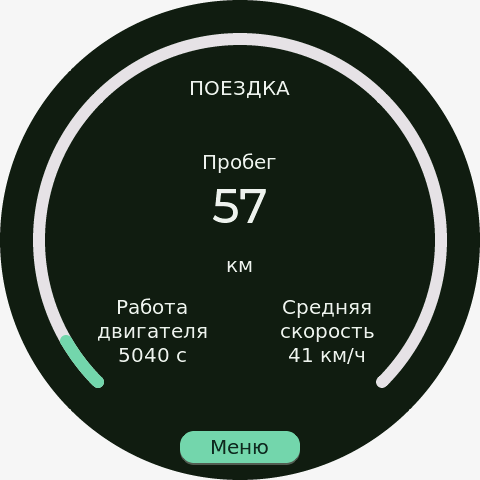 ПОЕЗДКА
Пробег
57
км
Работа
двигателя
5040 с
Средняя
скорость
41 км/ч
Меню